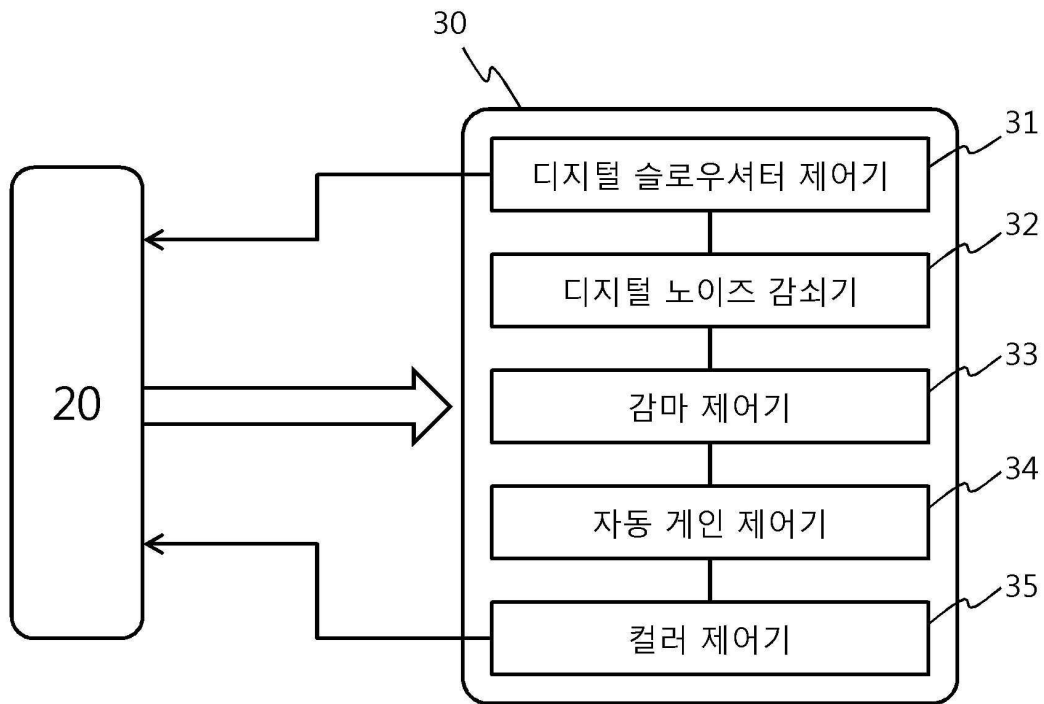 30
31
디지털 슬로우셔터 제어기
32
디지털 노이즈 감쇠기
33
20
감마 제어기
34
자동 게인 제어기
35
컬러 제어기